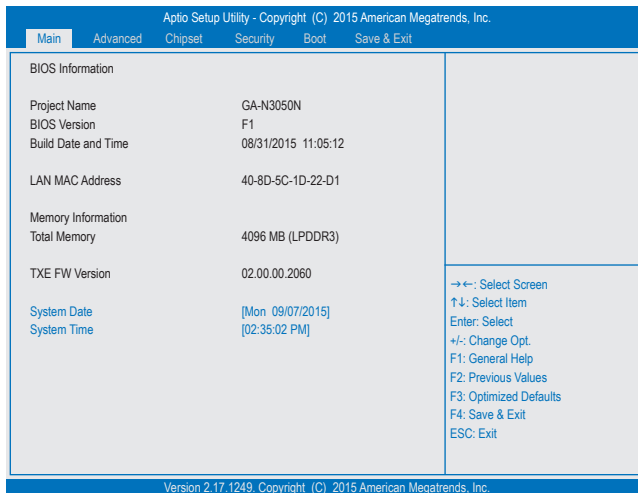 Aptio Setup Utility - Copyright (C) 2015 American Megatrends, Inc.
Main Advanced Chipset Security Boot Save & Exit
BIOS Information
Project Name GA-N3050N
BIOS Version F1
Build Date and Time 08/31/2015 11:05:12
LAN MAC Address 40-8D-5C-1D-22-D1
Memory Information
Total Memory 4096 MB (LPDDR3)
TXE FW Version 02.00.00.2060
System Date [Mon 09/07/2015]
System Time [02:35:02 PM]
→←: Select Screen
↑↓: Select Item
Enter: Select
+/-: Change Opt.
F1: General Help
F2: Previous Values
F3: Optimized Defaults
F4: Save & Exit
ESC: Exit
Version 2.17.1249. Copyright (C) 2015 American Megatrends, Inc.